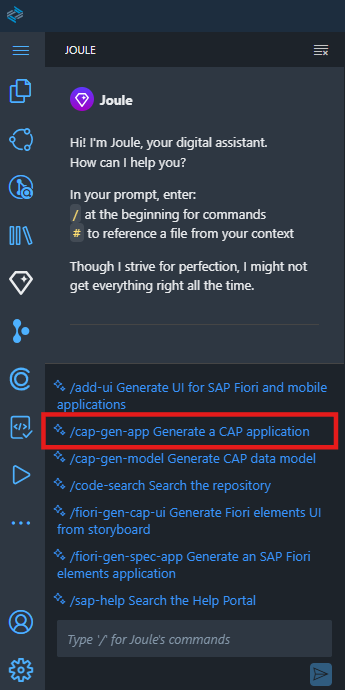 JOULE
Joule
Hi! I'm Joule, your digital assistant.
How can I help you?
In your prompt, enter:
/ at the beginning for commands
# to reference a file from your context
Though I strive for perfection, I might not
get everything right all the time.
/add-ui Generate UI for SAP Fiori and mobile
applications
/cap-gen-app Generate a CAP application
/cap-gen-model Generate CAP data model
/code-search Search the repository
/fiori-gen-cap-ui Generate Fiori elements UI
from storyboard
/fiori-gen-spec-app Generate an SAP Fiori
elements application
/sap-help Search the Help Portal
Type '/' for Joule's commands